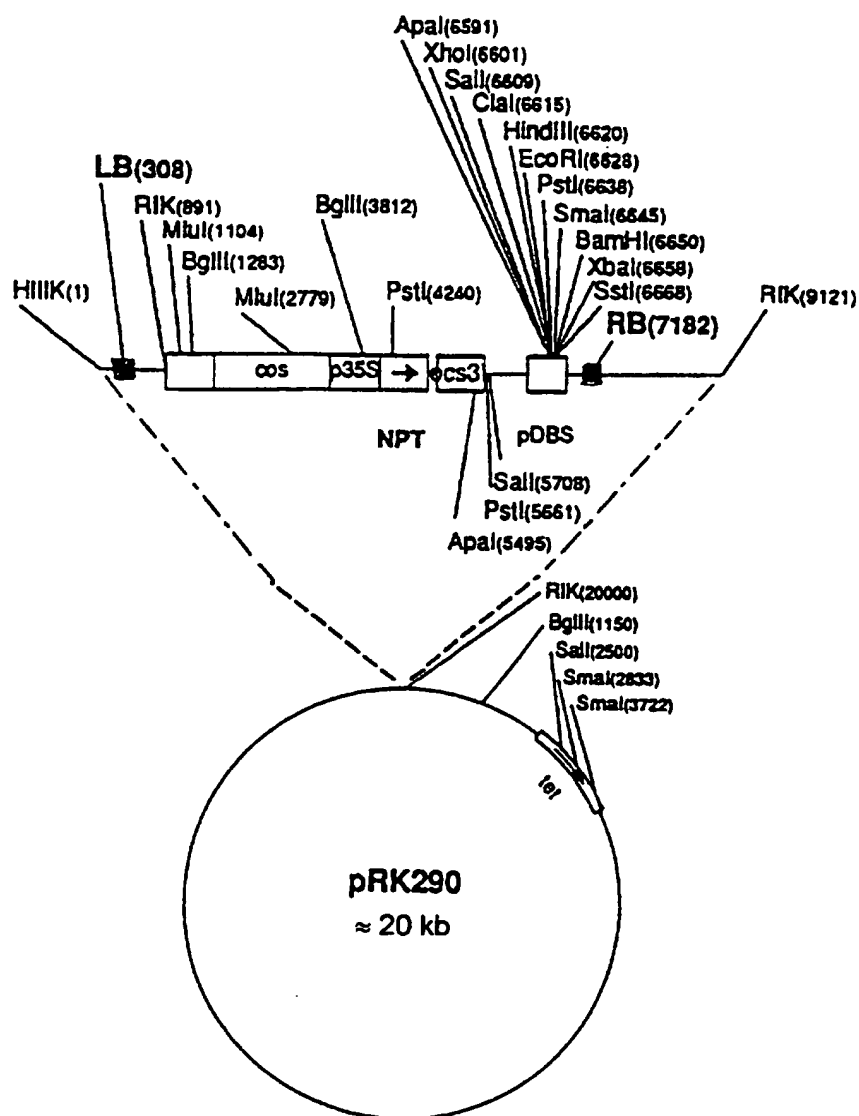 ApaI(6591)
XhoI(6601)
SalI(6609)
ClaI(6615)
HindIII(6620)
EcoRI(6628)
PstI(6638)
SmaI(6645)
BamHI(6650)
XbaI(6658)
SstI(6668)
LB(308)
RIK(891)
MluI(1104)
BglII(1283)
BglII(3812)
HIIIK(1)
MluI(2779)
PstI(4240)
RB(7182)
RIK(9121)
cos
p35S
cs3
NPT
pDBS
SalI(5708)
PstI(5661)
ApaI(5495)
RIK(20000)
BglII(1150)
SalI(2500)
SmaI(2833)
SmaI(3722)
tet
pRK290
≈ 20 kb